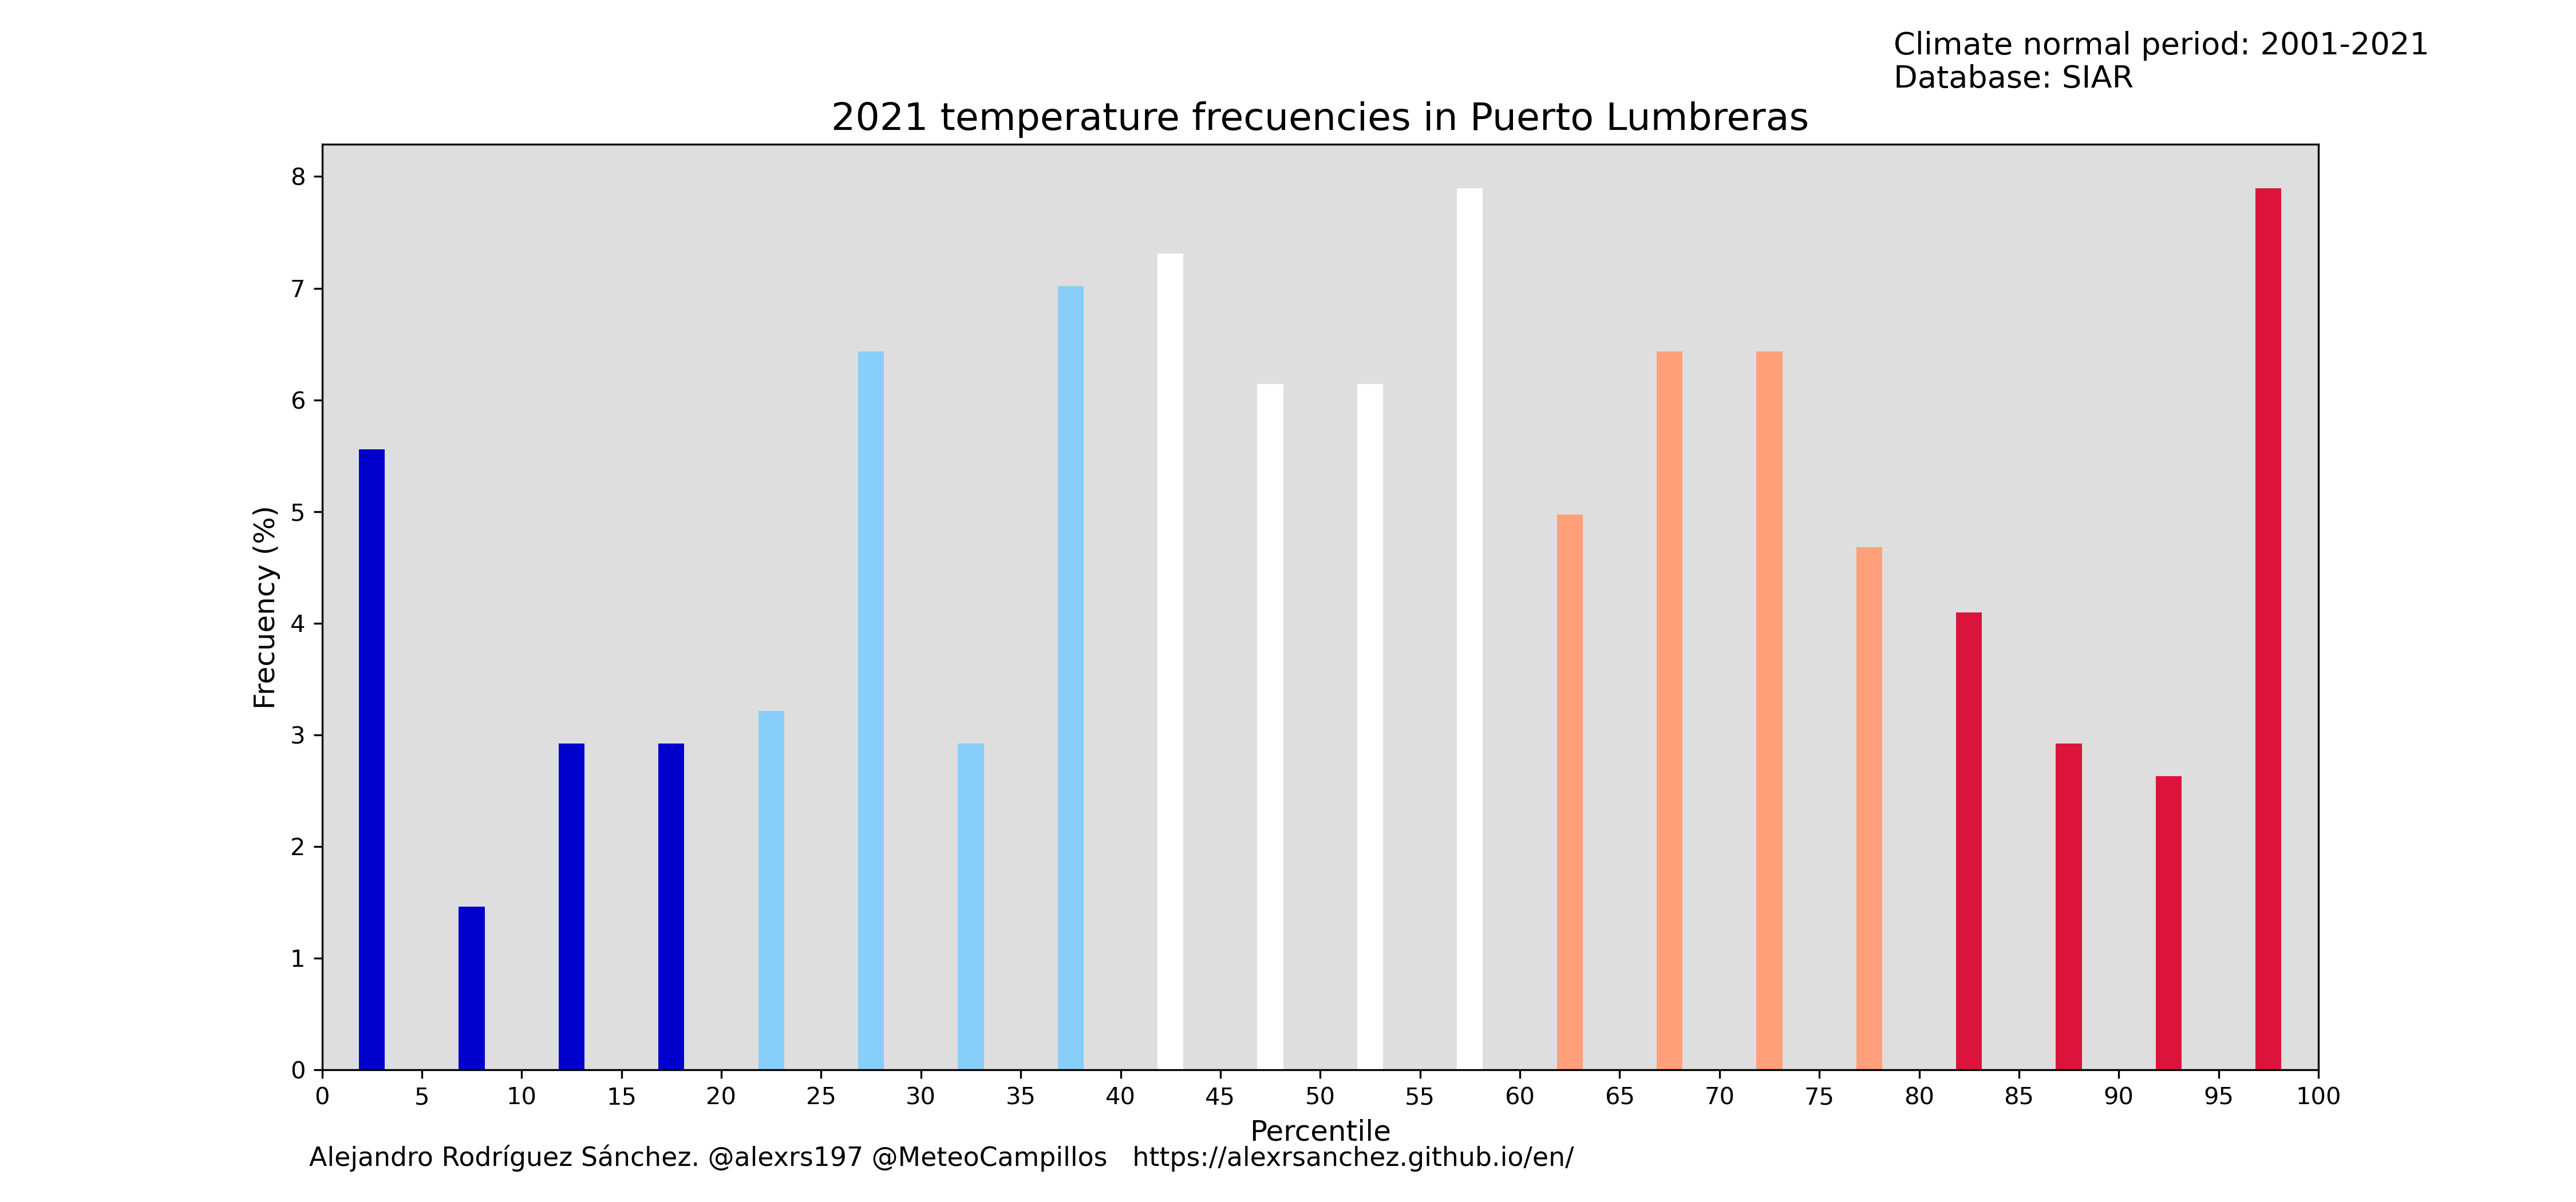 Climate normal period: 2001-2021
Database: SIAR
2021 temperature frecuencies in Puerto Lumbreras
8
7
6
5
4
3
2
1
0
Frecuency (%)
0 5 10 15 20 25 30 35 40 45 50 55 60 65 70 75 80 85 90 95 100
Percentile
Alejandro Rodríguez Sánchez. @alexrs197 @MeteoCampillos https://alexrsanchez.github.io/en/